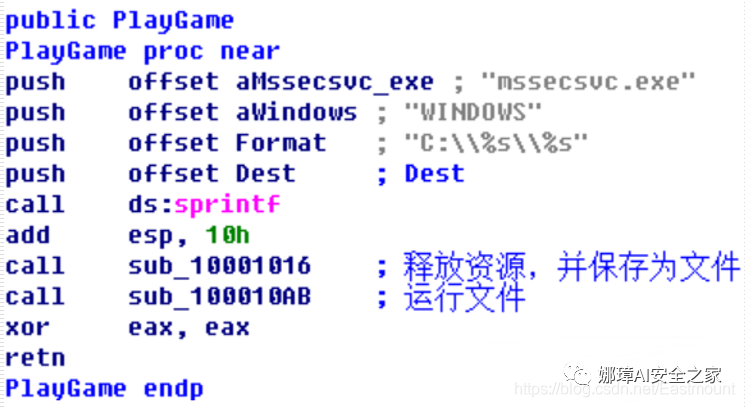 public PlayGame
PlayGame proc near
push    offset aMssecsvc_exe ; "mssecsvc.exe"
push    offset aWindows ; "WINDOWS"
push    offset Format   ; "C:\\%s\\%s"
push    offset Dest     ; Dest
call    ds:sprintf
add     esp, 10h
call    sub_10001016    ; 释放资源，并保存为文件
call    sub_100010AB    ; 运行文件
xor     eax, eax
retn
PlayGame endp
娜璋AI安全之家
https://blog.csdn.net/Eastmount